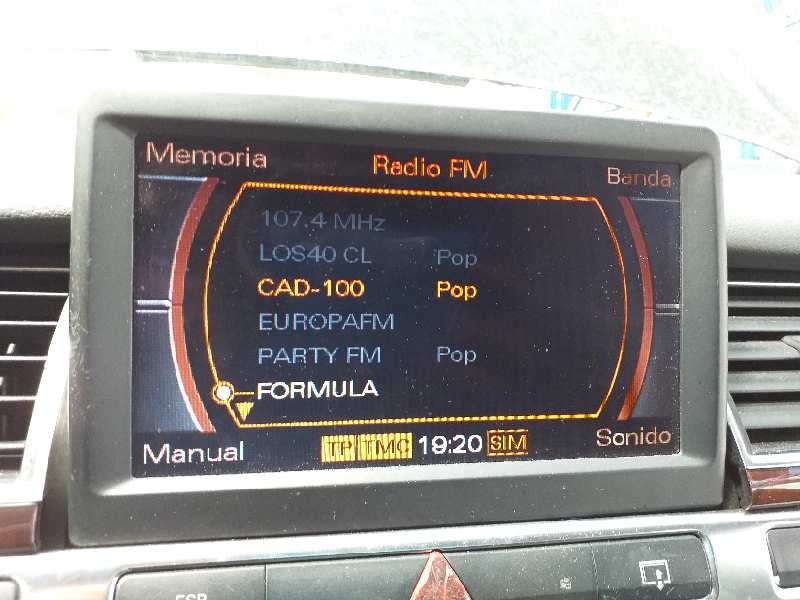 Memoria Radio FM Banda
107.4 MHz
LOS40 CL Pop
CAD-100 Pop
EUROPAFM
PARTY FM Pop
FORMULA
Manual TP TMC 19:20 SIM Sonido
ESP